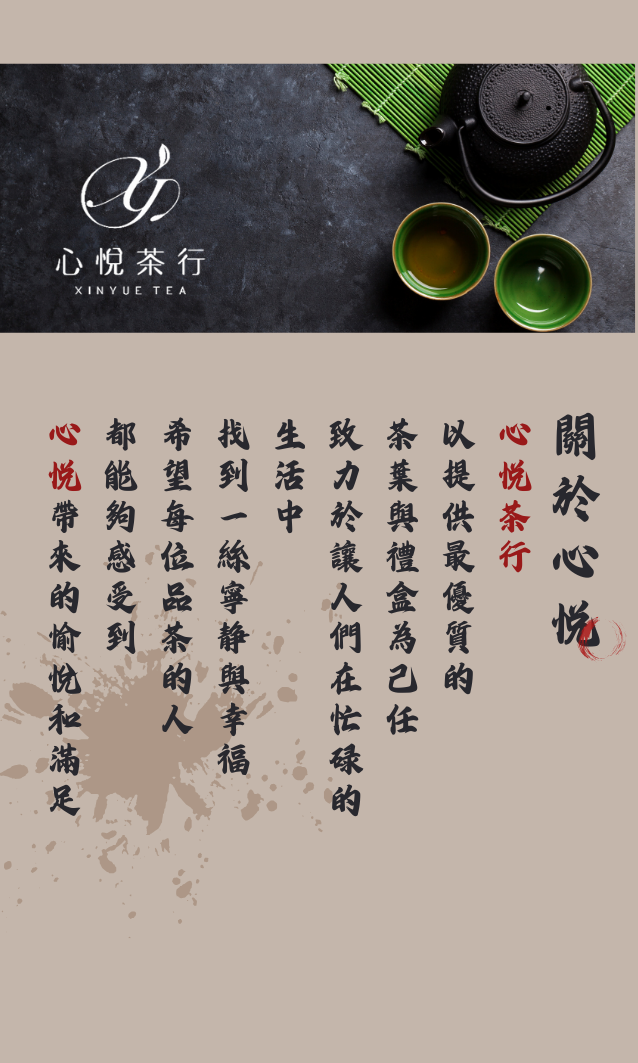 心悅茶行
XINYUE TEA
關於心悅
心悅茶行
以提供最優質的
茶葉與禮盒為己任
致力於讓人們在忙碌的
生活中
找到一絲寧靜與幸福
希望每位品茶的人
都能夠感受到
心悅帶來的愉悅和滿足